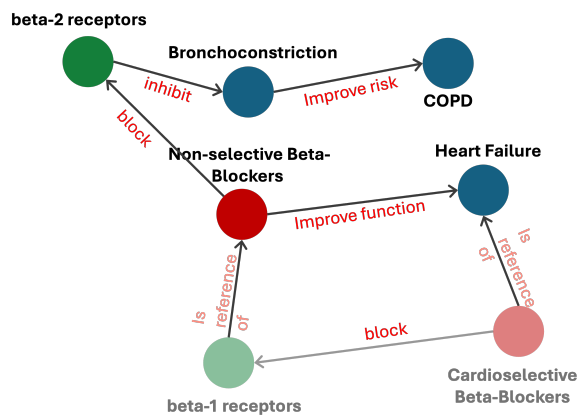 beta-2 receptors
Bronchoconstriction
inhibit
Improve risk
COPD
block
Non-selective Beta-
Blockers
Heart Failure
Improve function
Is
reference
of
Is
reference
of
block
Cardioselective
Beta-Blockers
beta-1 receptors